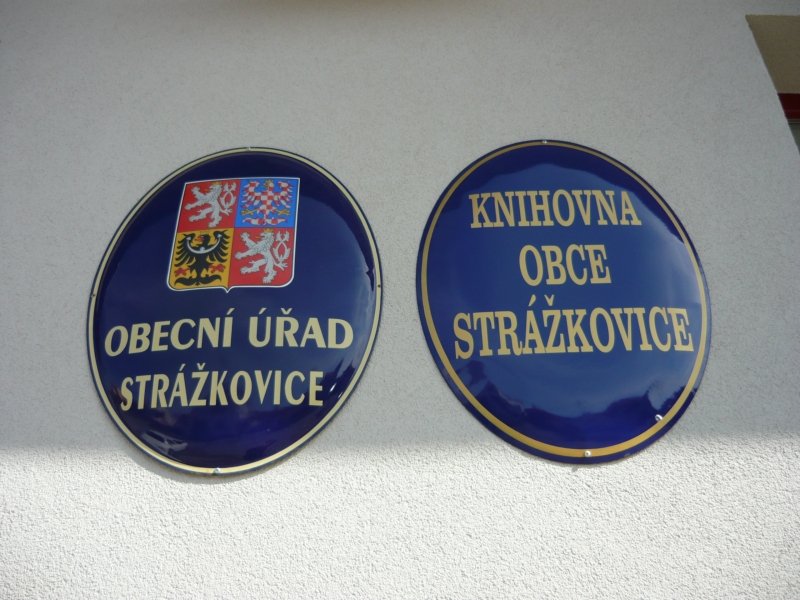 OBECNÍ ÚŘAD
STRÁŽKOVICE
KNIHOVNA
OBCE
STRÁŽKOVICE